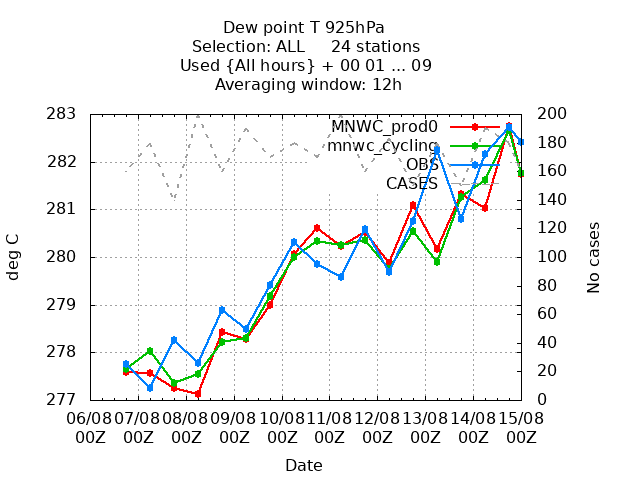 Dew point T 925hPa
Selection: ALL     24 stations
Used {All hours} + 00 01 ... 09
Averaging window: 12h
MNWC_prod0
mnwc_cycling
OBS
CASES
283
282
281
280
279
278
277
200
180
160
140
120
100
80
60
40
20
0
deg C
No cases
06/08 07/08 08/08 09/08 10/08 11/08 12/08 13/08 14/08 15/08
00Z 00Z 00Z 00Z 00Z 00Z 00Z 00Z 00Z 00Z
Date